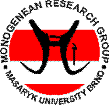 MONOGENEAN RESEARCH GROUP
MASARYK UNIVERSITY BRNO